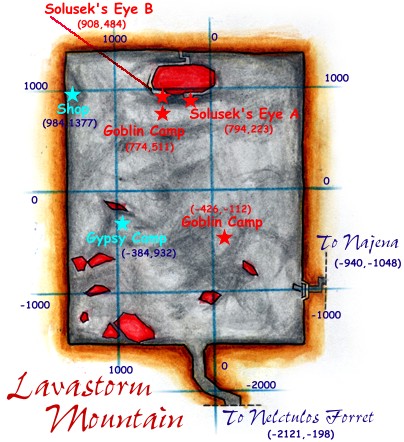 Solusek's Eye B
(908,484)
1000
0
1000
1000
Shop
(984,1377)
Solusek's Eye A
(794,223)
Goblin Camp
(774,511)
0
0
(-426,-112)
Goblin Camp
Gypsy Camp
(-384,932)
To Najena
(-940,-1048)
-1000
-1000
1000
0
-2000
Lavastorm
Mountain
To Nelctulos Forret
(-2121,-198)